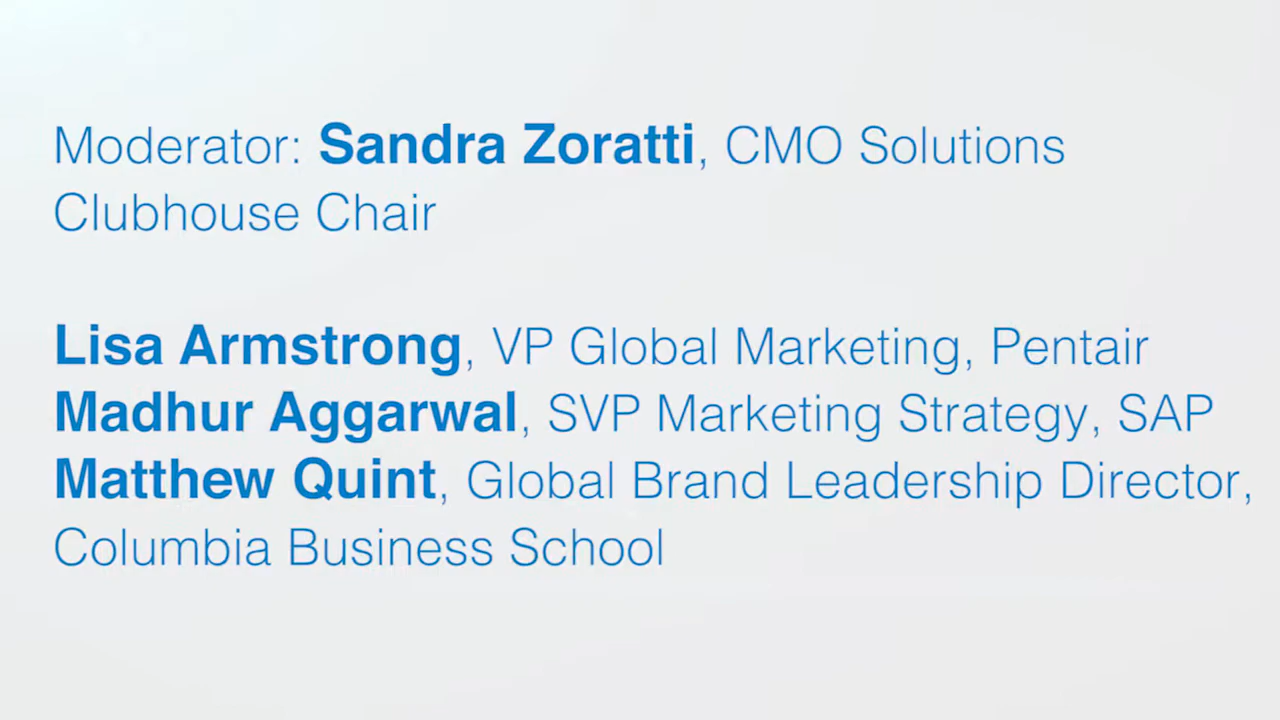 Moderator: Sandra Zoratti, CMO Solutions
Clubhouse Chair
Lisa Armstrong, VP Global Marketing, Pentair
Madhur Aggarwal, SVP Marketing Strategy, SAP
Matthew Quint, Global Brand Leadership Director,
Columbia Business School